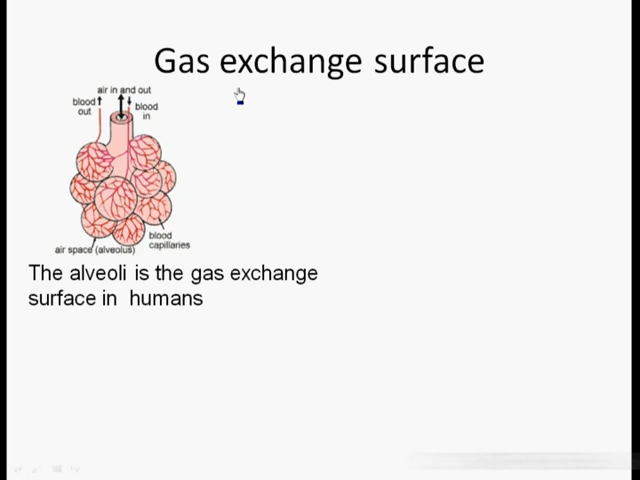 Gas exchange surface
air in and out
blood
out
blood
in
blood
capillaries
air space (alveolus)
The alveoli is the gas exchange
surface in humans